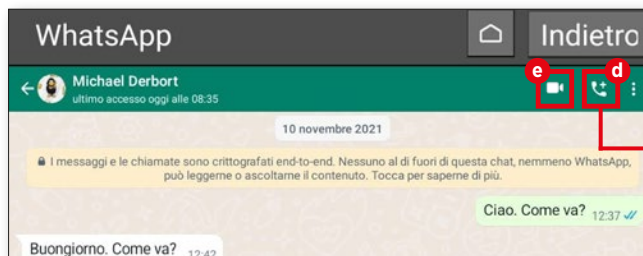 WhatsApp
Indietro
e
d
Michael Derbort
ultimo accesso oggi alle 08:35
10 novembre 2021
I messaggi e le chiamate sono crittografati end-to-end. Nessuno al di fuori di questa chat, nemmeno WhatsApp,
può leggerne o ascoltarne il contenuto. Tocca per saperne di più.
Ciao. Come va? 12:37
Buongiorno. Come va? 12:42